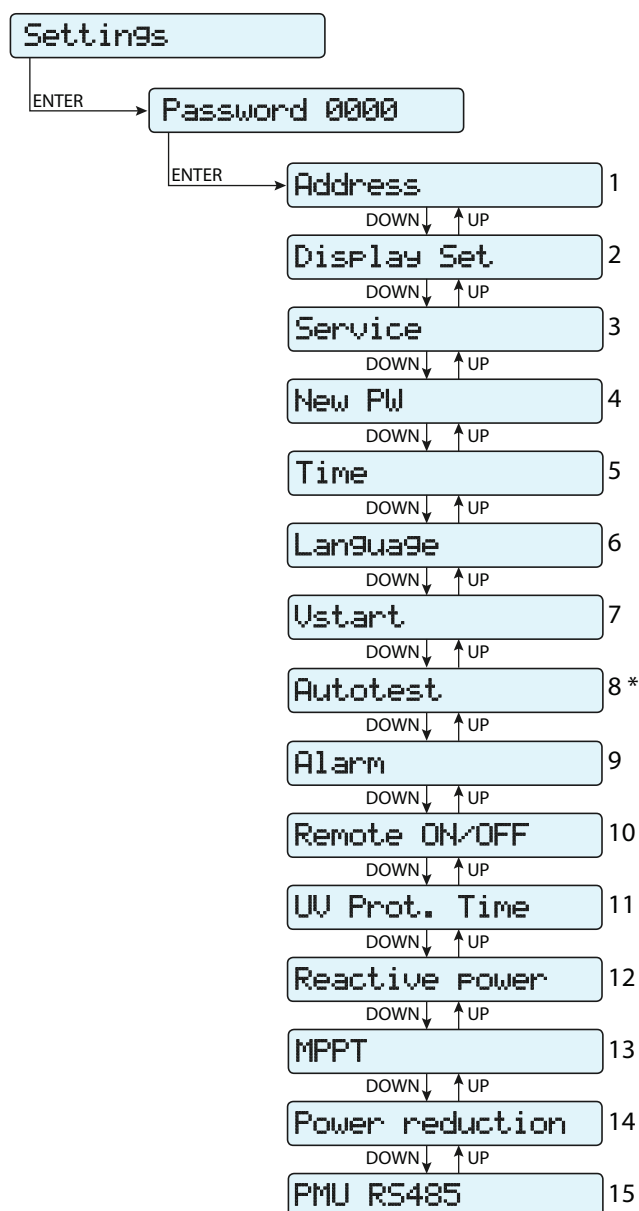 Settings
ENTER
Password 0000
ENTER
Address 1
DOWN UP
Display Set 2
DOWN UP
Service 3
DOWN UP
New PW 4
DOWN UP
Time 5
DOWN UP
Language 6
DOWN UP
Vstart 7
DOWN UP
Autotest 8 *
DOWN UP
Alarm 9
DOWN UP
Remote ON/OFF 10
DOWN UP
UV Prot. Time 11
DOWN UP
Reactive power 12
DOWN UP
MPPT 13
DOWN UP
Power reduction 14
DOWN UP
PMU RS485 15